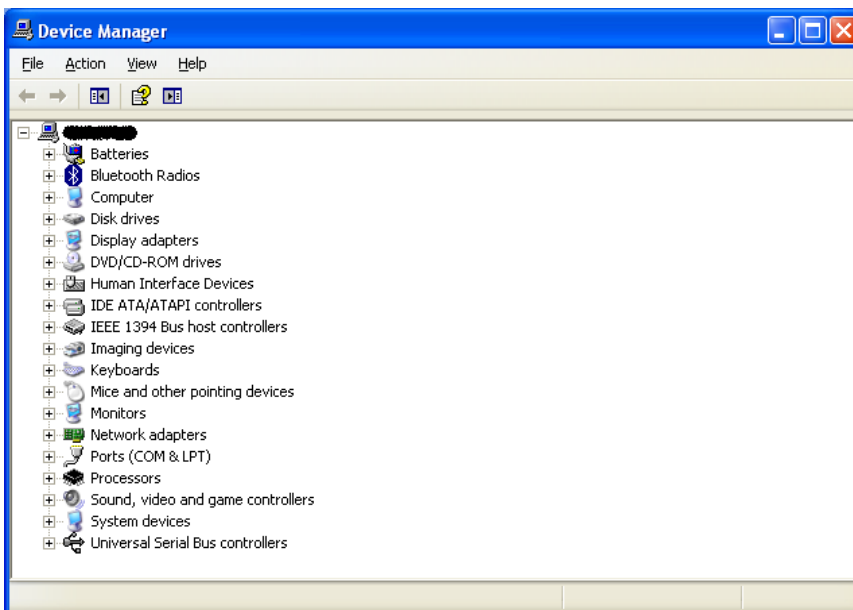 Device Manager
File Action View Help
Batteries
Bluetooth Radios
Computer
Disk drives
Display adapters
DVD/CD-ROM drives
Human Interface Devices
IDE ATA/ATAPI controllers
IEEE 1394 Bus host controllers
Imaging devices
Keyboards
Mice and other pointing devices
Monitors
Network adapters
Ports (COM & LPT)
Processors
Sound, video and game controllers
System devices
Universal Serial Bus controllers